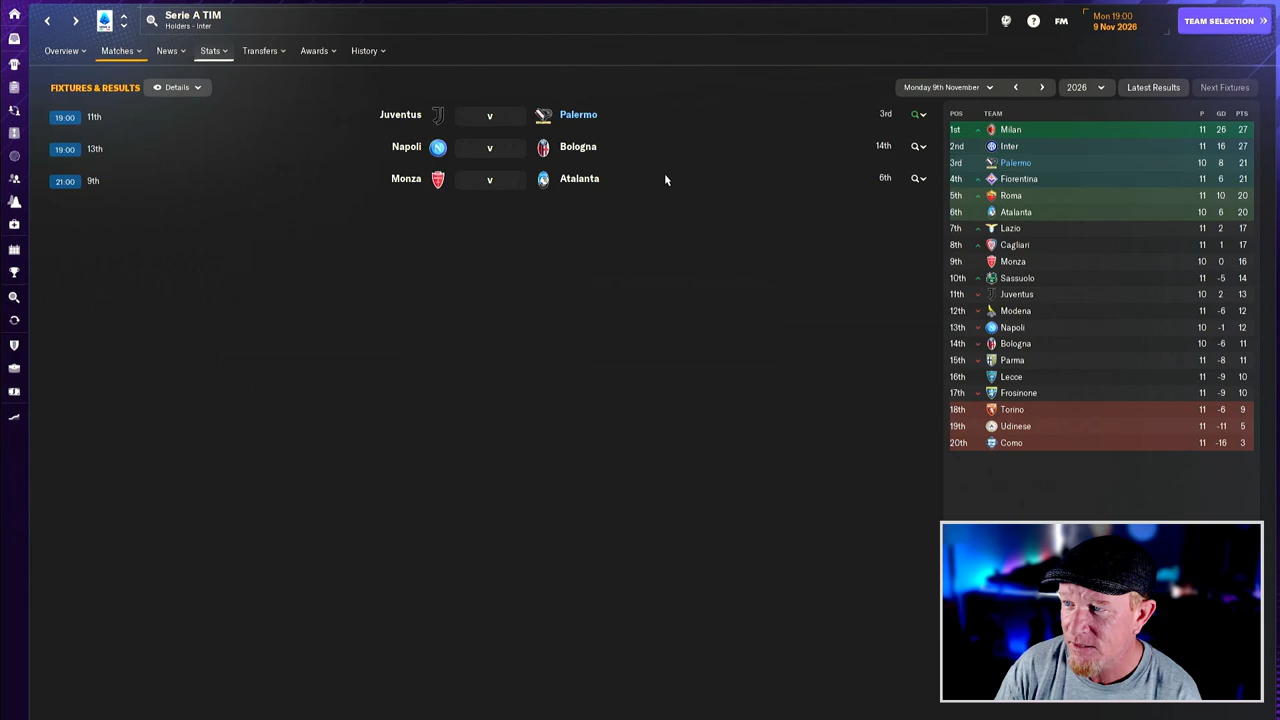 Serie A TIM
Holders - Inter
FM
Mon 19:00
9 Nov 2026
TEAM SELECTION
Overview
Matches
News
Stats
Transfers
Awards
History
FIXTURES & RESULTS
Details
Monday 9th November
2026
Latest Results
Next Fixtures
19:00 11th Juventus v Palermo 3rd
19:00 13th Napoli v Bologna 14th
21:00 9th Monza v Atalanta 6th
POS TEAM P GD PTS
1st Milan 11 26 27
2nd Inter 11 16 27
3rd Palermo 10 8 21
4th Fiorentina 11 6 21
5th Roma 11 10 20
6th Atalanta 10 6 20
7th Lazio 11 2 17
8th Cagliari 11 1 17
9th Monza 10 0 16
10th Sassuolo 11 -5 14
11th Juventus 10 2 13
12th Modena 11 -6 12
13th Napoli 10 -1 12
14th Bologna 10 -6 11
15th Parma 11 -8 11
16th Lecce 11 -9 10
17th Frosinone 11 -9 10
18th Torino 11 -6 9
19th Udinese 11 -11 5
20th Como 11 -16 3